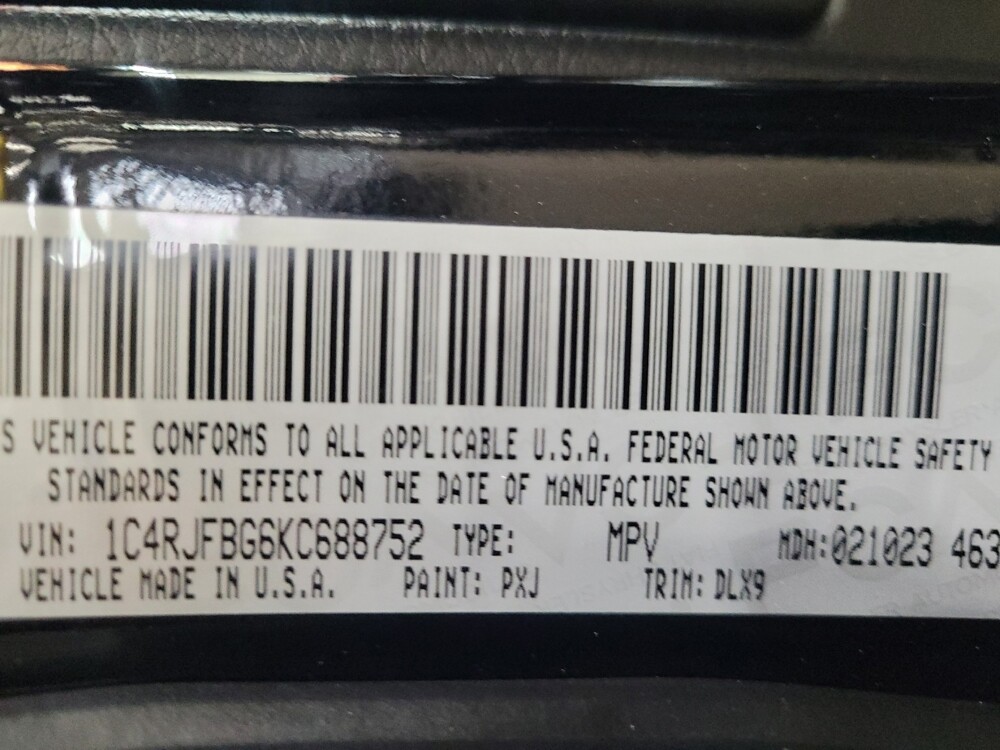 S VEHICLE CONFORMS TO ALL APPLICABLE U.S.A. FEDERAL MOTOR VEHICLE SAFETY
STANDARDS IN EFFECT ON THE DATE OF MANUFACTURE SHOWN ABOVE.
VIN: 1C4RJFBG6KC688752 TYPE: MPV MDH:021023 463
VEHICLE MADE IN U.S.A. PAINT: PXJ TRIM: DLX9